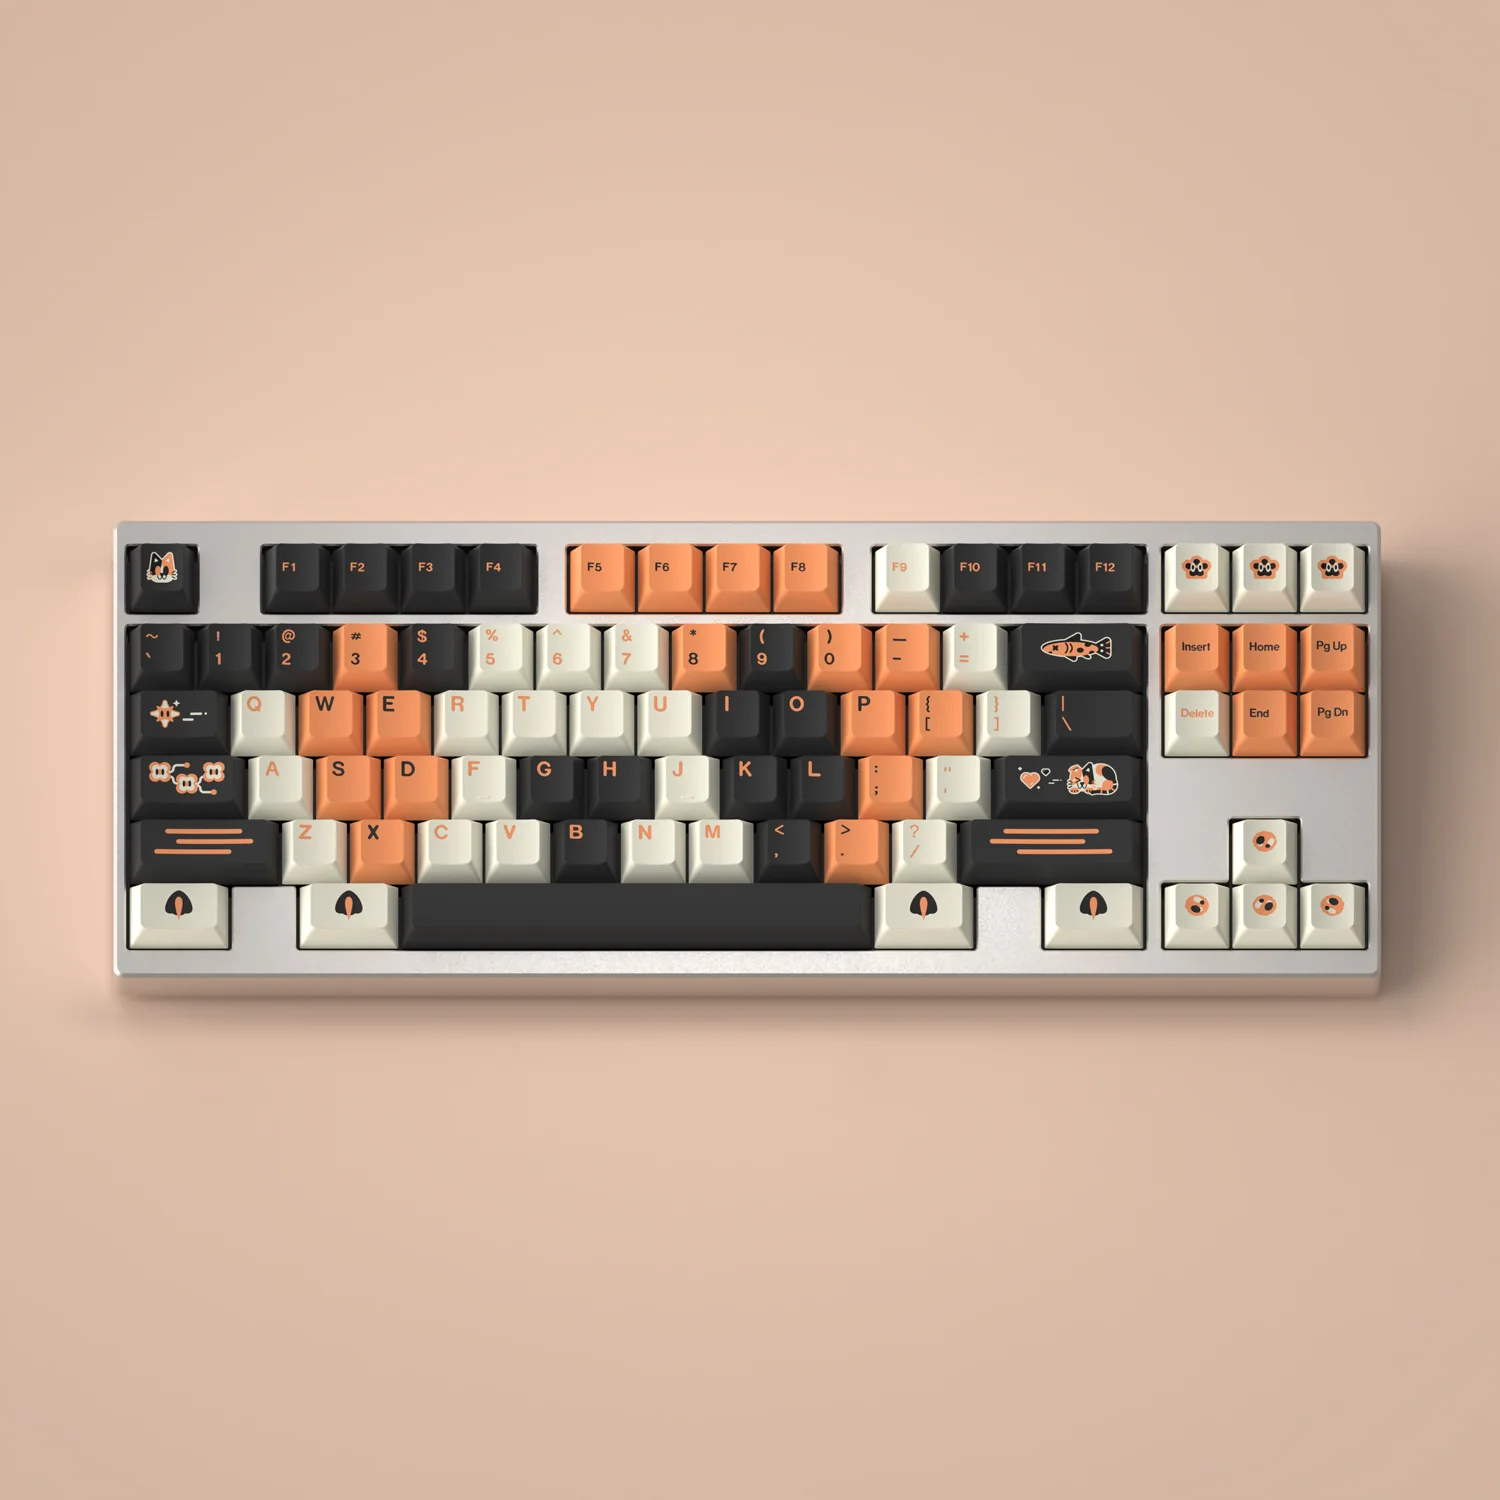 F1 F2 F3 F4 F5 F6 F7 F8 F9 F10 F11 F12
~ ! @ # $ % ^ & * ( ) — +
` 1 2 3 4 5 6 7 8 9 0 - =
Insert Home Pg Up
Q W E R T Y U I O P { } |
[ ] \
Delete End Pg Dn
A S D F G H J K L : "
; '
Z X C V B N M < > ?
, . /